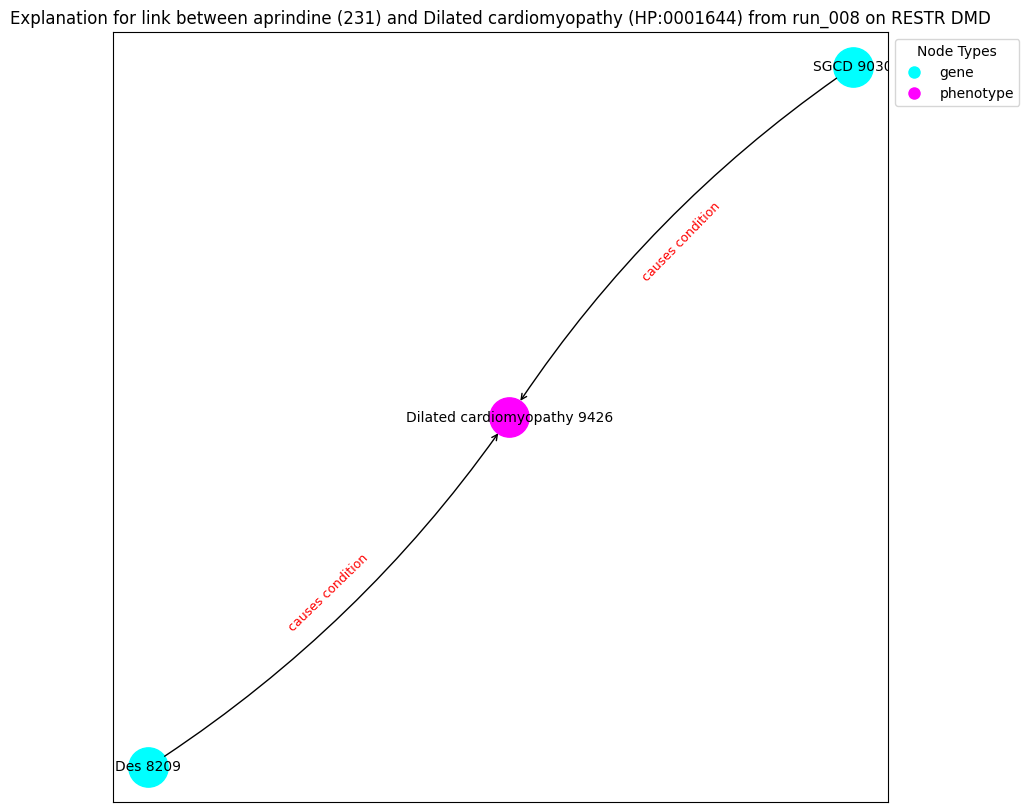 Explanation for link between aprindine (231) and Dilated cardiomyopathy (HP:0001644) from run_008 on RESTR DMD
Node Types
gene
phenotype
SGCD 9030
causes condition
Dilated cardiomyopathy 9426
causes condition
Des 8209